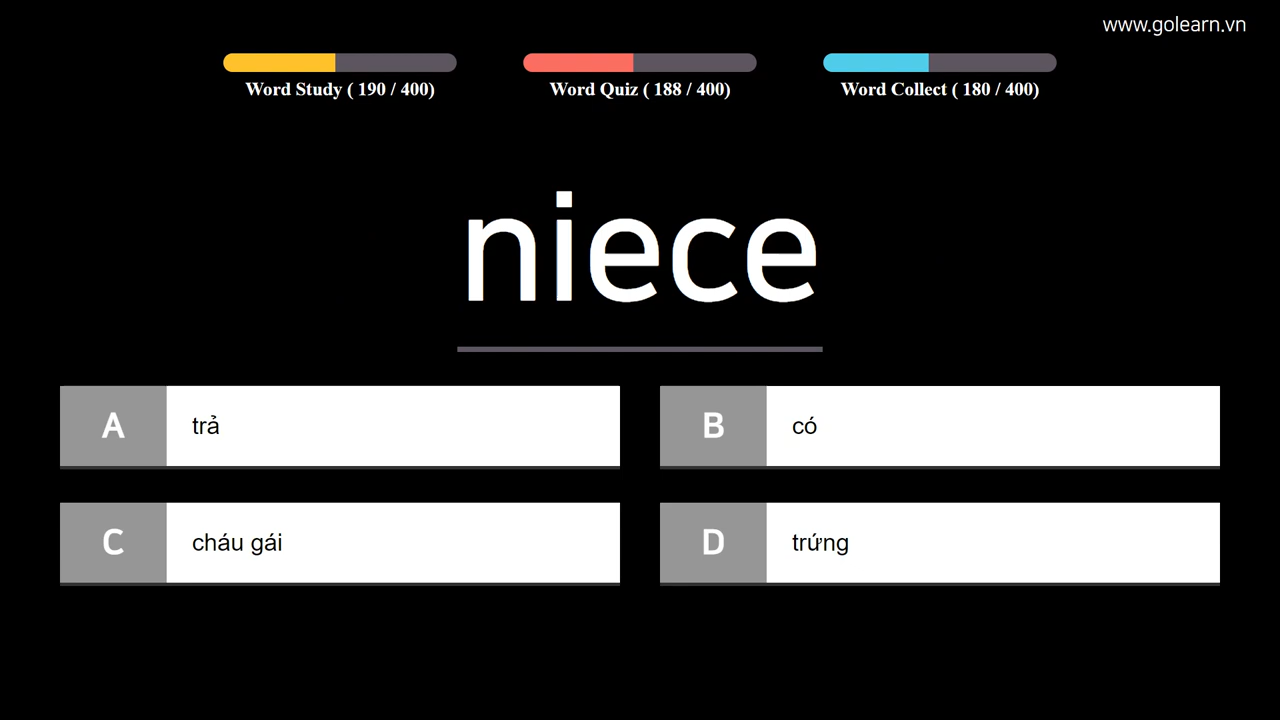 www.golearn.vn
Word Study ( 190 / 400)
Word Quiz ( 188 / 400)
Word Collect ( 180 / 400)
niece
A trả
B có
C cháu gái
D trứng